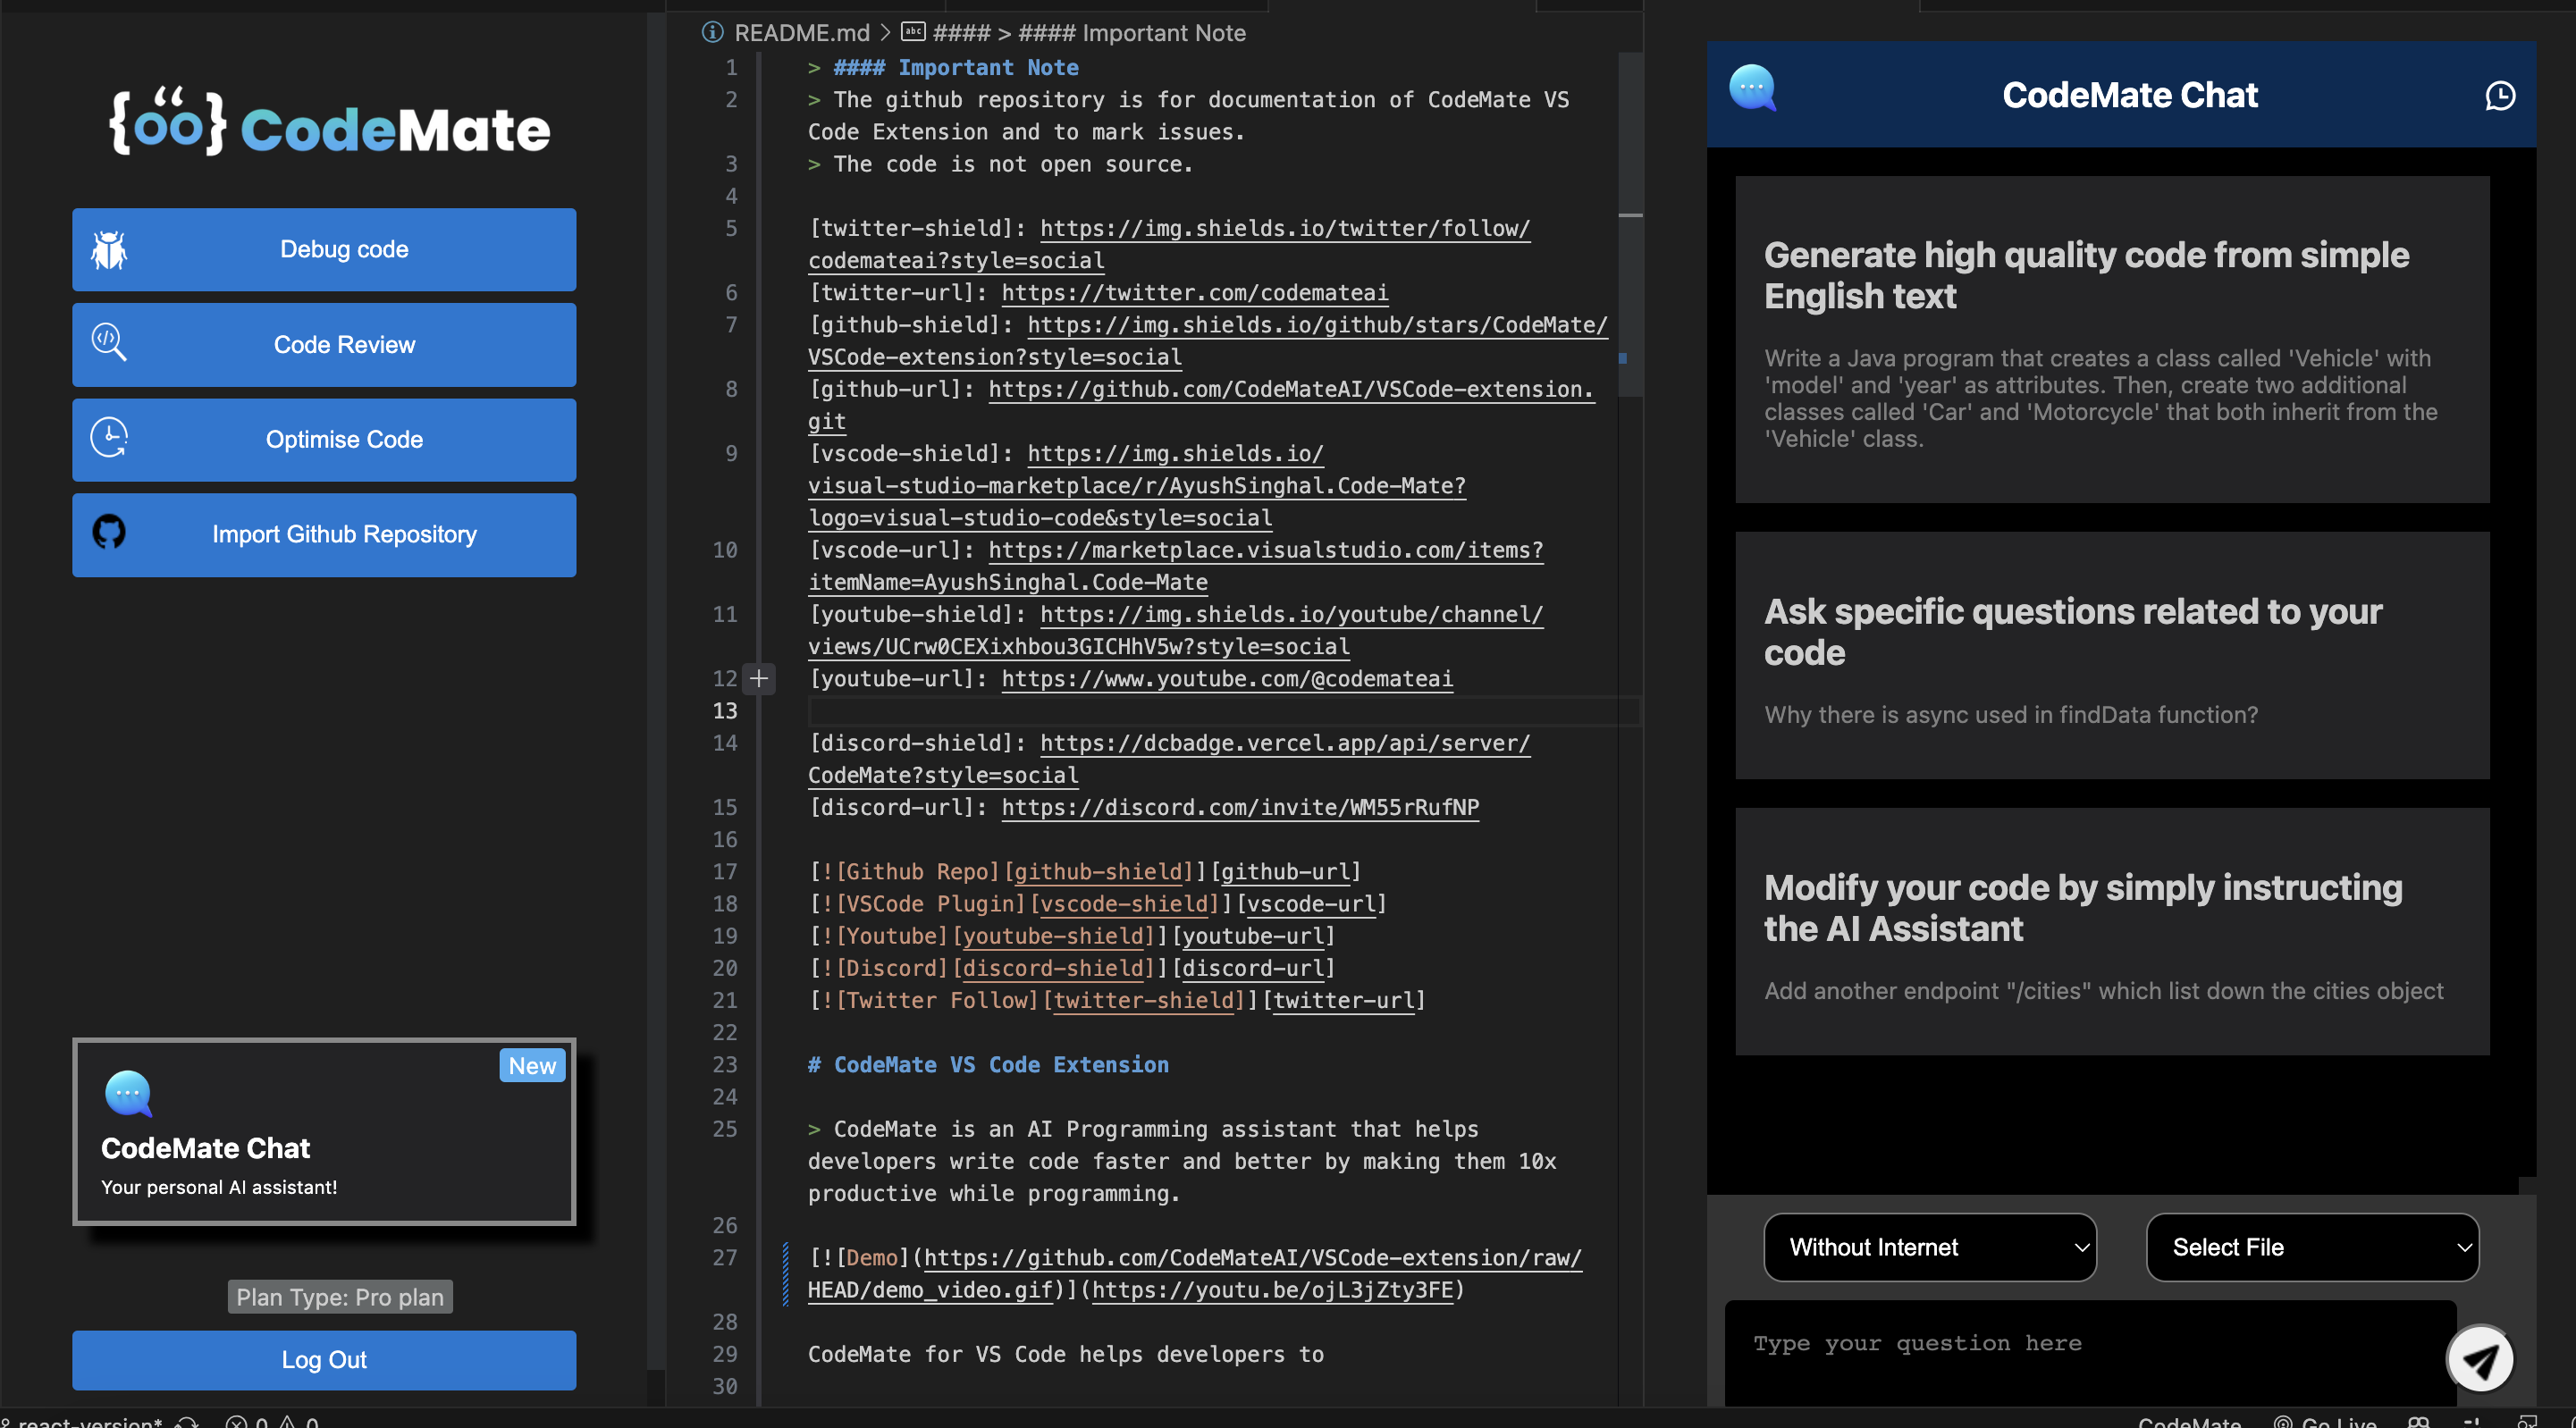 CodeMate
Debug code
Code Review
Optimise Code
Import Github Repository
New
CodeMate Chat
Your personal AI assistant!
Plan Type: Pro plan
Log Out
README.md > #### > #### Important Note
1 > #### Important Note
2 > The github repository is for documentation of CodeMate VS
Code Extension and to mark issues.
3 > The code is not open source.
4
5 [twitter-shield]: https://img.shields.io/twitter/follow/
codemateai?style=social
6 [twitter-url]: https://twitter.com/codemateai
7 [github-shield]: https://img.shields.io/github/stars/CodeMate/
VSCode-extension?style=social
8 [github-url]: https://github.com/CodeMateAI/VSCode-extension.
git
9 [vscode-shield]: https://img.shields.io/
visual-studio-marketplace/r/AyushSinghal.Code-Mate?
logo=visual-studio-code&style=social
10 [vscode-url]: https://marketplace.visualstudio.com/items?
itemName=AyushSinghal.Code-Mate
11 [youtube-shield]: https://img.shields.io/youtube/channel/
views/UCrw0CEXixhbou3GICHhV5w?style=social
12 [youtube-url]: https://www.youtube.com/@codemateai
13
14 [discord-shield]: https://dcbadge.vercel.app/api/server/
CodeMate?style=social
15 [discord-url]: https://discord.com/invite/WM55rRufNP
16
17 [![Github Repo][github-shield]][github-url]
18 [![VSCode Plugin][vscode-shield]][vscode-url]
19 [![Youtube][youtube-shield]][youtube-url]
20 [![Discord][discord-shield]][discord-url]
21 [![Twitter Follow][twitter-shield]][twitter-url]
22
23 # CodeMate VS Code Extension
24
25 > CodeMate is an AI Programming assistant that helps
developers write code faster and better by making them 10x
productive while programming.
26
27 [![Demo](https://github.com/CodeMateAI/VSCode-extension/raw/
HEAD/demo_video.gif)](https://youtu.be/ojL3jZty3FE)
28
29 CodeMate for VS Code helps developers to
30
CodeMate Chat
Generate high quality code from simple
English text
Write a Java program that creates a class called 'Vehicle' with
'model' and 'year' as attributes. Then, create two additional
classes called 'Car' and 'Motorcycle' that both inherit from the
'Vehicle' class.
Ask specific questions related to your
code
Why there is async used in findData function?
Modify your code by simply instructing
the AI Assistant
Add another endpoint "/cities" which list down the cities object
Without Internet
Select File
Type your question here
react-version* 0 0
CodeMate Go Live